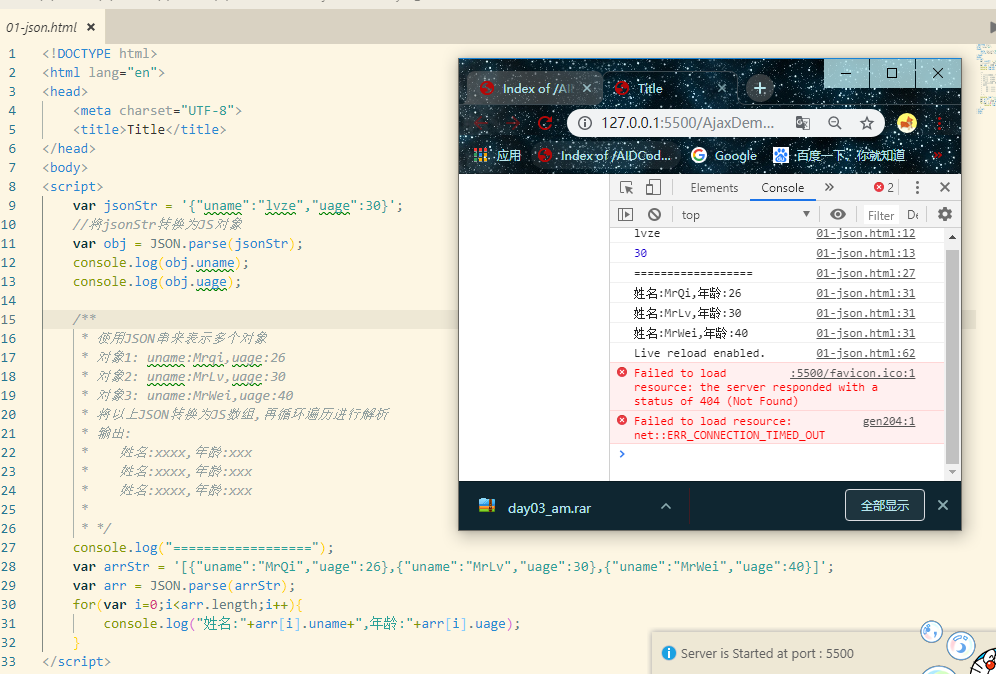 01-json.html ×
1 <!DOCTYPE html>
2 <html lang="en">
3 <head>
4 <meta charset="UTF-8">
5 <title>Title</title>
6 </head>
7 <body>
8 <script>
9 var jsonStr = '{"uname":"lvze","uage":30}';
10 //将jsonStr转换为JS对象
11 var obj = JSON.parse(jsonStr);
12 console.log(obj.uname);
13 console.log(obj.uage);
14
15 /**
16 * 使用JSON串来表示多个对象
17 * 对象1: uname:Mrqi,uage:26
18 * 对象2: uname:MrLv,uage:30
19 * 对象3: uname:MrWei,uage:40
20 * 将以上JSON转换为JS数组,再循环遍历进行解析
21 * 输出:
22 * 姓名:xxxx,年龄:xxx
23 * 姓名:xxxx,年龄:xxx
24 * 姓名:xxxx,年龄:xxx
25 *
26 * */
27 console.log("==================");
28 var arrStr = '[{"uname":"MrQi","uage":26},{"uname":"MrLv","uage":30},{"uname":"MrWei","uage":40}]';
29 var arr = JSON.parse(arrStr);
30 for(var i=0;i<arr.length;i++){
31 console.log("姓名:"+arr[i].uname+",年龄:"+arr[i].uage);
32 }
33 </script>
Index of /AI
Title
127.0.0.1:5500/AjaxDem...
应用 Index of /AIDCod... Google 百度一下，你就知道 »
Elements Console » 2
top Filter De
lvze 01-json.html:12
30 01-json.html:13
================== 01-json.html:27
姓名:MrQi,年龄:26 01-json.html:31
姓名:MrLv,年龄:30 01-json.html:31
姓名:MrWei,年龄:40 01-json.html:31
Live reload enabled. 01-json.html:62
Failed to load :5500/favicon.ico:1
resource: the server responded with a
status of 404 (Not Found)
Failed to load resource: gen204:1
net::ERR_CONNECTION_TIMED_OUT
day03_am.rar
全部显示
Server is Started at port : 5500